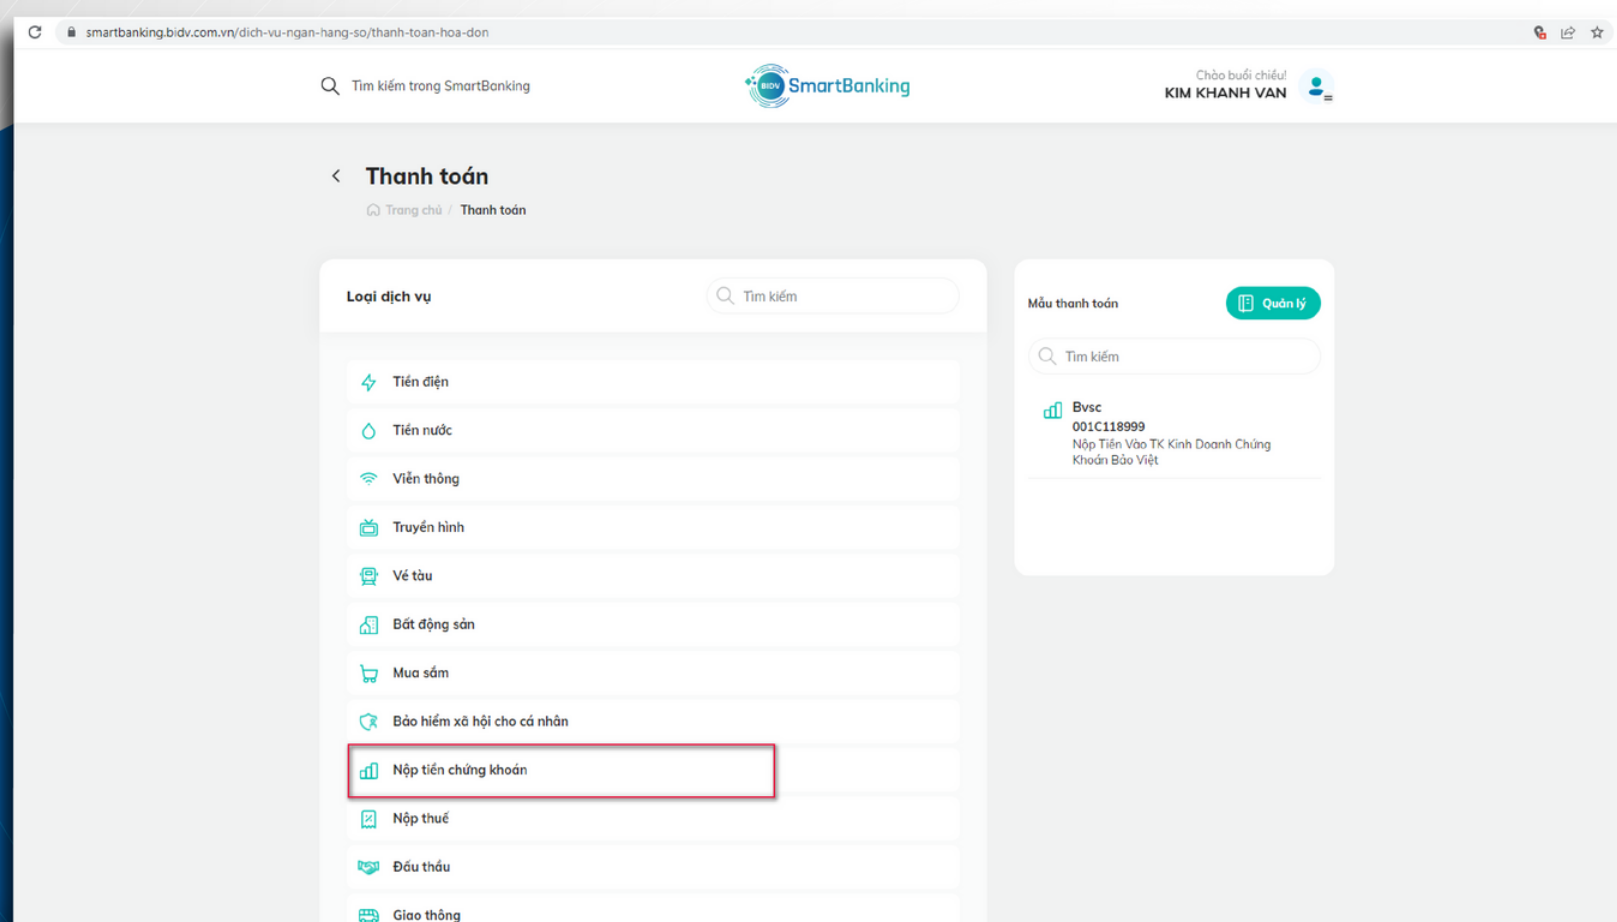 smartbanking.bidv.com.vn/dich-vu-ngan-hang-so/thanh-toan-hoa-don
Tìm kiếm trong SmartBanking
BIDV SmartBanking
Chào buổi chiều!
KIM KHANH VAN
Thanh toán
Trang chủ / Thanh toán
Loại dịch vụ
Tìm kiếm
Tiền điện
Tiền nước
Viễn thông
Truyền hình
Vé tàu
Bất động sản
Mua sắm
Bảo hiểm xã hội cho cá nhân
Nộp tiền chứng khoán
Nộp thuế
Đấu thầu
Giao thông
Mẫu thanh toán
Quản lý
Tìm kiếm
Bvsc
001C118999
Nộp Tiền Vào TK Kinh Doanh Chứng
Khoán Bảo Việt